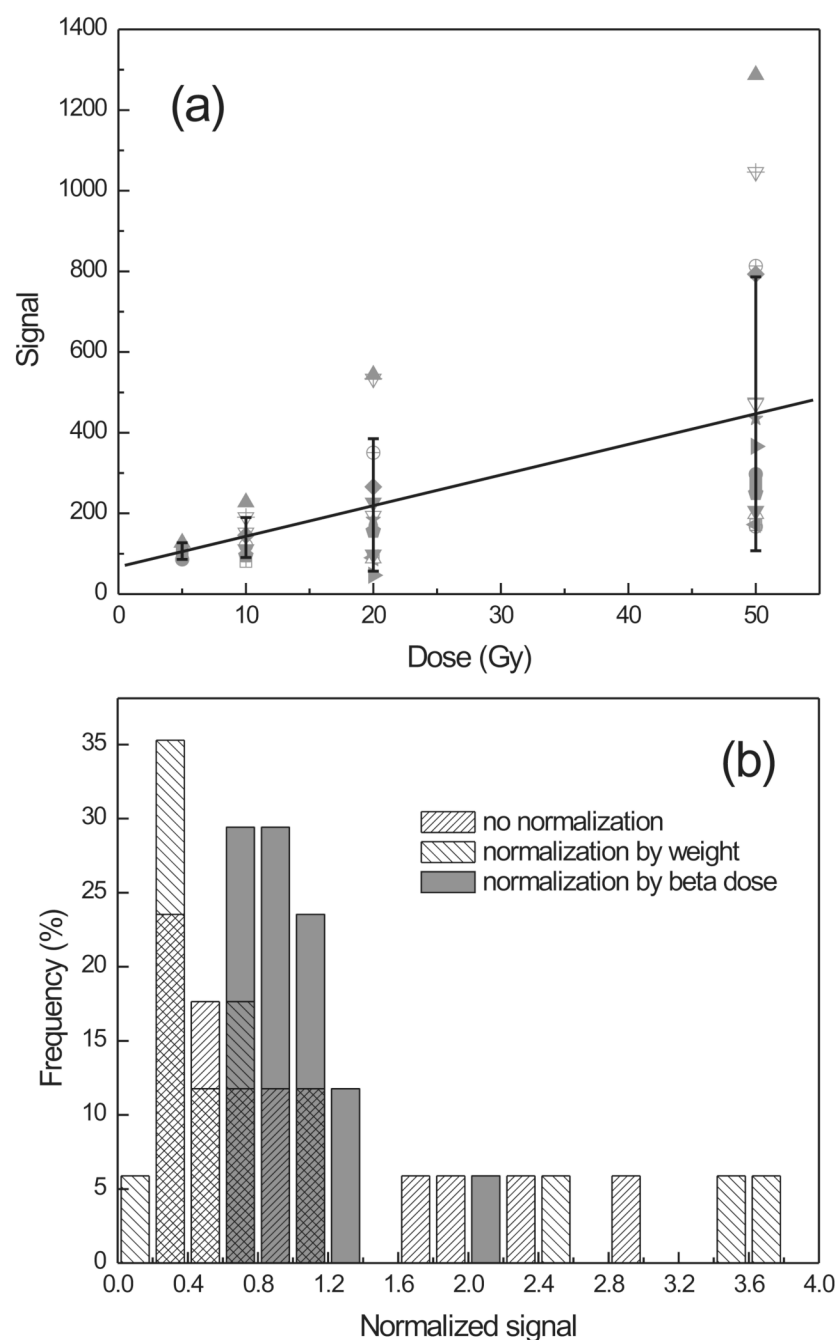 1400
1200
1000
800
600
400
200
0
Signal
(a)
0 10 20 30 40 50
Dose (Gy)
35
30
25
20
15
10
5
0
Frequency (%)
(b)
no normalization
normalization by weight
normalization by beta dose
0.0 0.4 0.8 1.2 1.6 2.0 2.4 2.8 3.2 3.6 4.0
Normalized signal